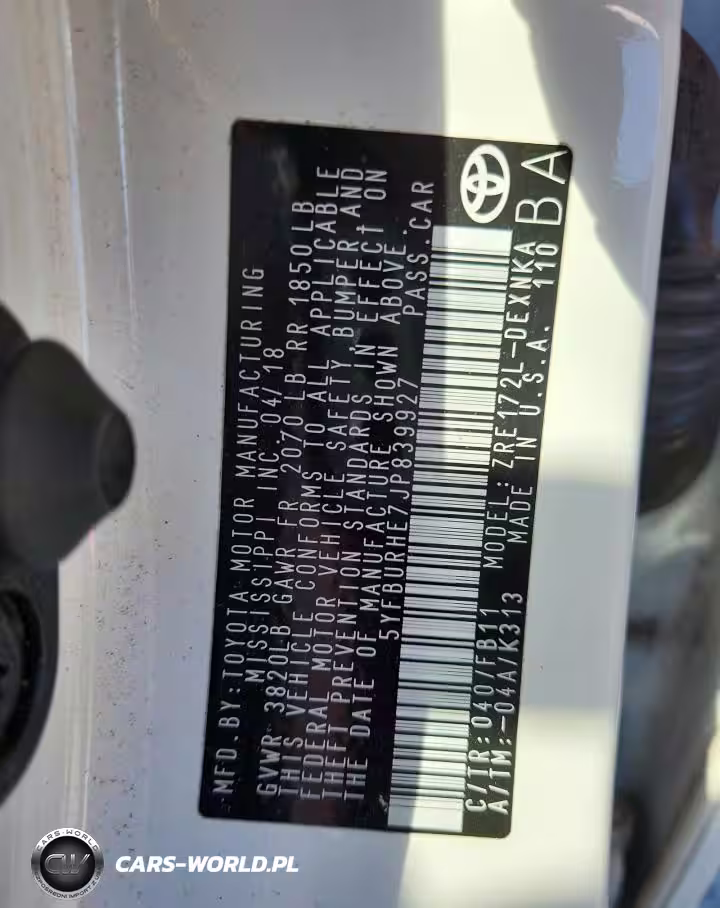 MFD. BY: TOYOTA MOTOR MANUFACTURING
MISSISSIPPI INC. 04/18
GVWR 3820LB GAWR FR 2070 LB RR 1850 LB
THIS VEHICLE CONFORMS TO ALL APPLICABLE
FEDERAL MOTOR VEHICLE SAFETY, BUMPER, AND
THEFT PREVENTION STANDARDS IN EFFECT ON
THE DATE OF MANUFACTURE SHOWN ABOVE.
5YFBURHE7JP839927 PASS. CAR
C/TR: 040/FB11 MODEL: ZRE172L-DEXNKA
A/TM: -04A/K313 MADE IN U.S.A. 110
BA
CARS-WORLD
CW
CARS-WORLD.PL